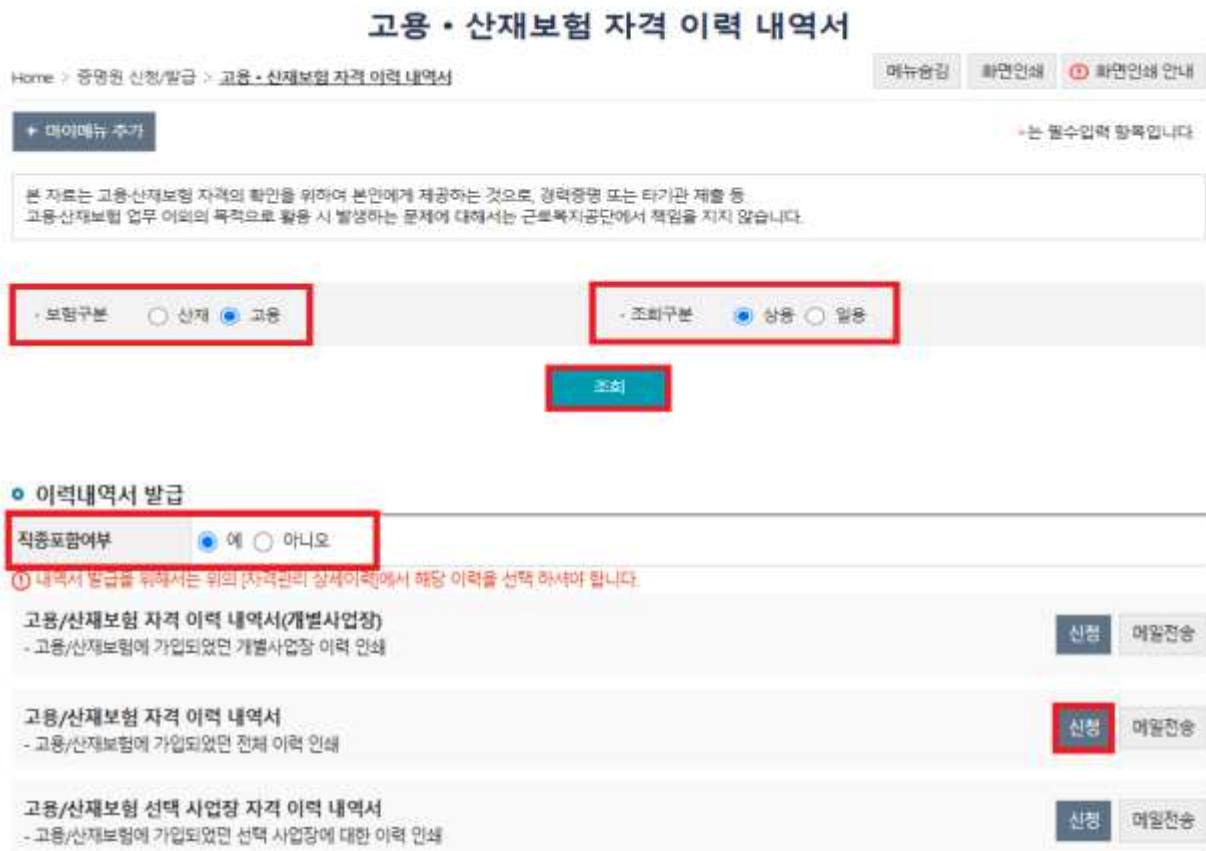 고용・산재보험 자격 이력 내역서
Home > 증명원 신청/발급 > 고용・산재보험 자격 이력 내역서
메뉴숨김 화면인쇄 화면인쇄 안내
+ 마이메뉴 추가
*는 필수입력 항목입니다
본 자료는 고용·산재보험 자격의 확인을 위하여 본인에게 제공하는 것으로, 경력증명 또는 타기관 제출 등
고용·산재보험 업무 이외의 목적으로 활용 시 발생하는 문제에 대해서는 근로복지공단에서 책임을 지지 않습니다.
보험구분 산재 고용 조회구분 상용 일용
조회
이력내역서 발급
직종포함여부 예 아니오
내역서 발급을 위해서는 위의 [자격관리 상세이력]에서 해당 이력을 선택 하셔야 합니다.
고용/산재보험 자격 이력 내역서(개별사업장)
- 고용/산재보험에 가입되었던 개별사업장 이력 인쇄
신청 메일전송
고용/산재보험 자격 이력 내역서
- 고용/산재보험에 가입되었던 전체 이력 인쇄
신청 메일전송
고용/산재보험 선택 사업장 자격 이력 내역서
- 고용/산재보험에 가입되었던 선택 사업장에 대한 이력 인쇄
신청 메일전송